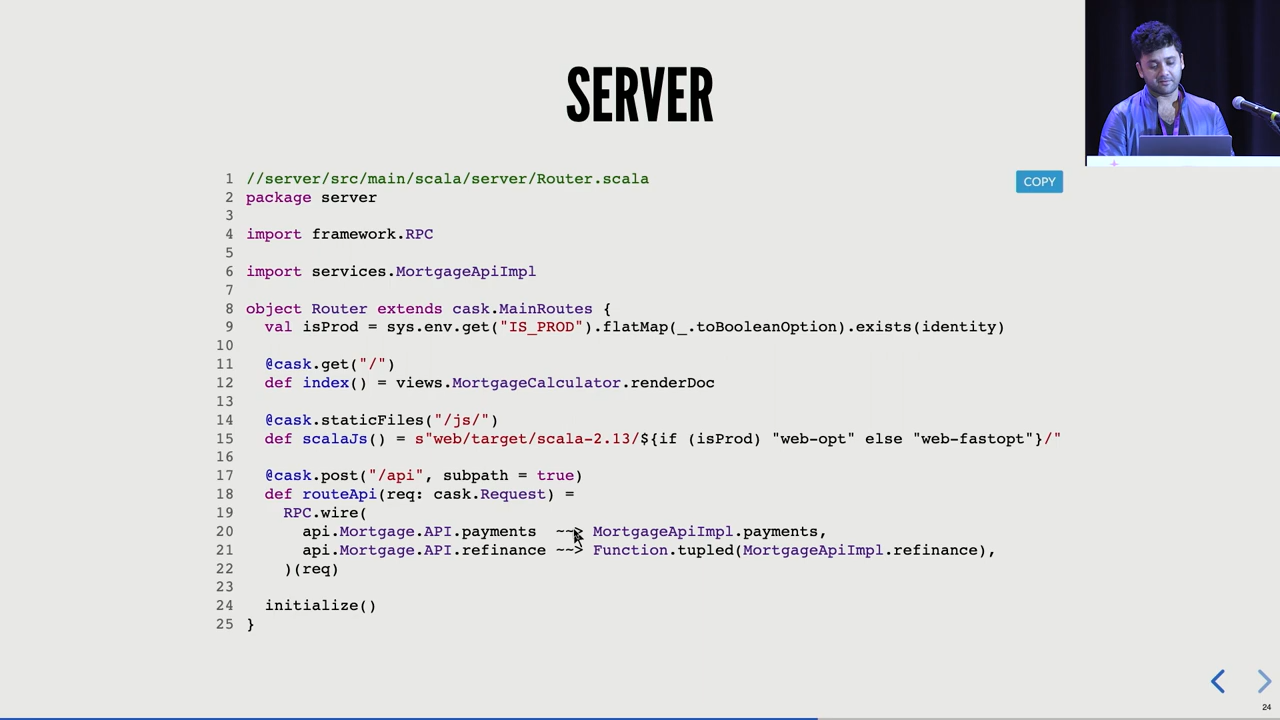 SERVER
1 //server/src/main/scala/server/Router.scala
COPY
2 package server
3
4 import framework.RPC
5
6 import services.MortgageApiImpl
7
8 object Router extends cask.MainRoutes {
9   val isProd = sys.env.get("IS_PROD").flatMap(_.toBooleanOption).exists(identity)
10
11   @cask.get("/")
12   def index() = views.MortgageCalculator.renderDoc
13
14   @cask.staticFiles("/js/")
15   def scalaJs() = s"web/target/scala-2.13/${if (isProd) "web-opt" else "web-fastopt"}/"
16
17   @cask.post("/api", subpath = true)
18   def routeApi(req: cask.Request) =
19     RPC.wire(
20       api.Mortgage.API.payments  ~~> MortgageApiImpl.payments,
21       api.Mortgage.API.refinance ~~> Function.tupled(MortgageApiImpl.refinance),
22     )(req)
23
24   initialize()
25 }
24